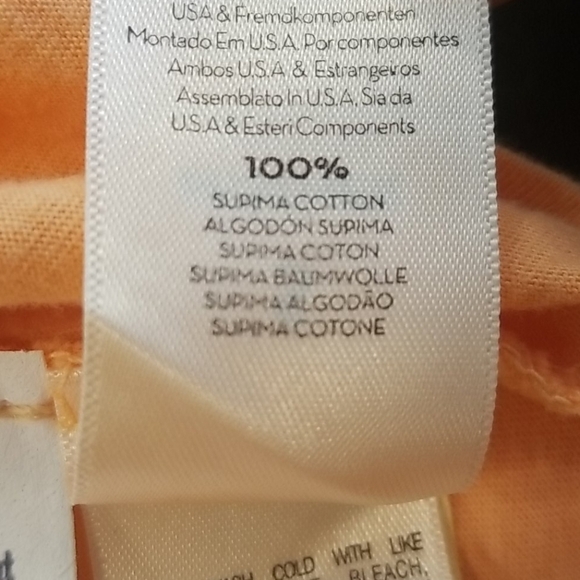 USA & Fremdkomponenten
Montado Em U.S.A. Por componentes
Ambos U.S.A & Estrangeros
Assemblato In U.S.A. Sia da
U.S.A & Esteri Components
100%
SUPIMA COTTON
ALGODÓN SUPIMA
SUPIMA COTON
SUPIMA BAUMWOLLE
SUPIMA ALGODÃO
SUPIMA COTONE
COLD WITH LIKE
BLEACH,